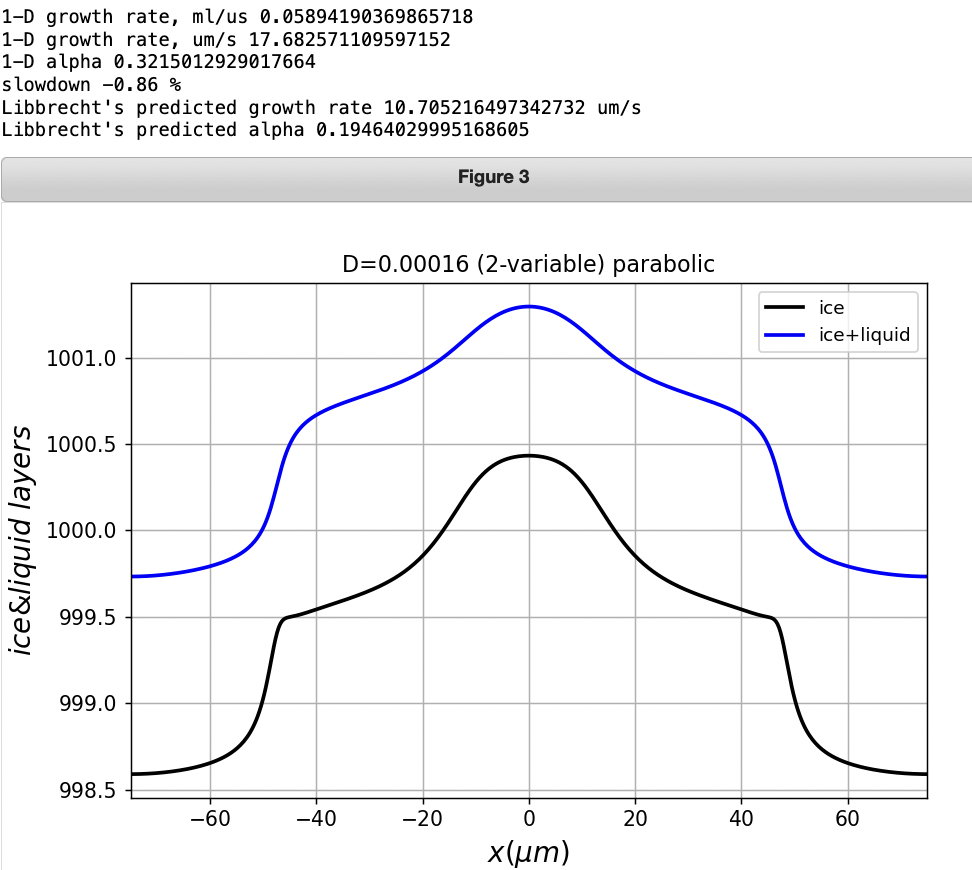 1-D growth rate, ml/us 0.05894190369865718
1-D growth rate, um/s 17.682571109597152
1-D alpha 0.3215012929017664
slowdown -0.86 %
Libbrecht's predicted growth rate 10.705216497342732 um/s
Libbrecht's predicted alpha 0.19464029995168605
Figure 3
D=0.00016 (2-variable) parabolic
ice
ice+liquid
ice&liquid layers
1001.0
1000.5
1000.0
999.5
999.0
998.5
−60 −40 −20 0 20 40 60
x(μm)